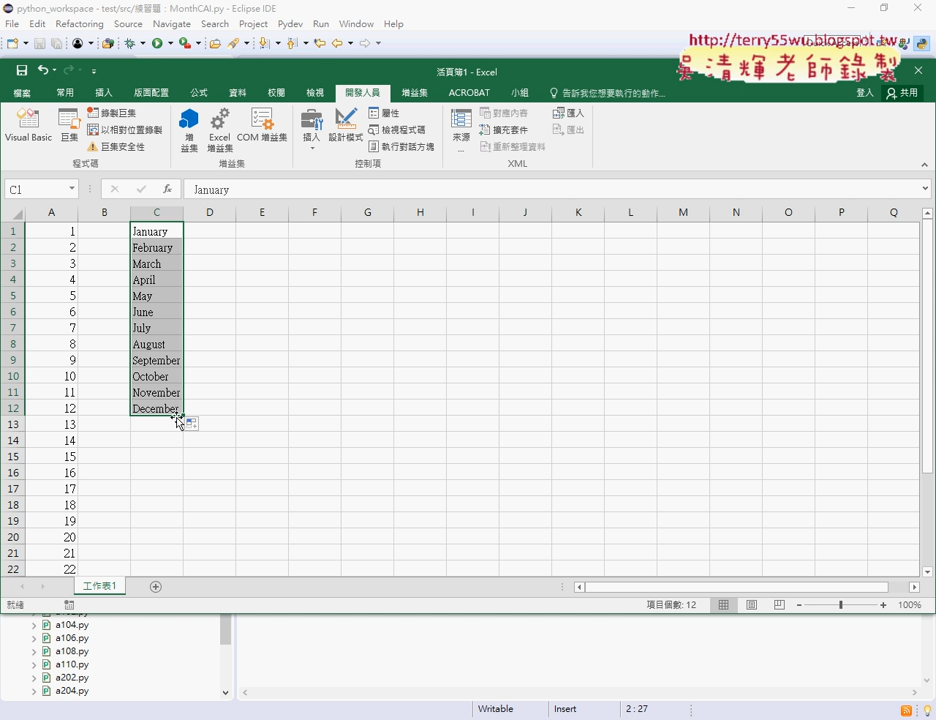 python_workspace - test/src/練習題：MonthCAl.py - Eclipse IDE
File Edit Refactoring Source Navigate Search Project Pydev Run Window Help
http://terry55wu.blogspot.tw
吳清輝老師錄製
活頁簿1 - Excel
檔案 常用 插入 版面配置 公式 資料 校閱 檢視 開發人員 增益集 ACROBAT 小組 告訴我您想要執行的動作... 登入 共用
Visual Basic 巨集 錄製巨集 以相對位置錄製 巨集安全性
增益集 Excel 增益集 COM 增益集
插入 設計模式 屬性 檢視程式碼 執行對話方塊
來源... 對應內容 擴充套件 重新整理資料 匯入 匯出
程式碼 增益集 控制項 XML
C1 fx January
A B C D E F G H I J K L M N O P Q
1 1 January
2 2 February
3 3 March
4 4 April
5 5 May
6 6 June
7 7 July
8 8 August
9 9 September
10 10 October
11 11 November
12 12 December
13 13
14 14
15 15
16 16
17 17
18 18
19 19
20 20
21 21
22 22
工作表1
就緒 項目個數: 12 100%
a104.py
a106.py
a108.py
a110.py
a202.py
a204.py
Writable Insert 2 : 27